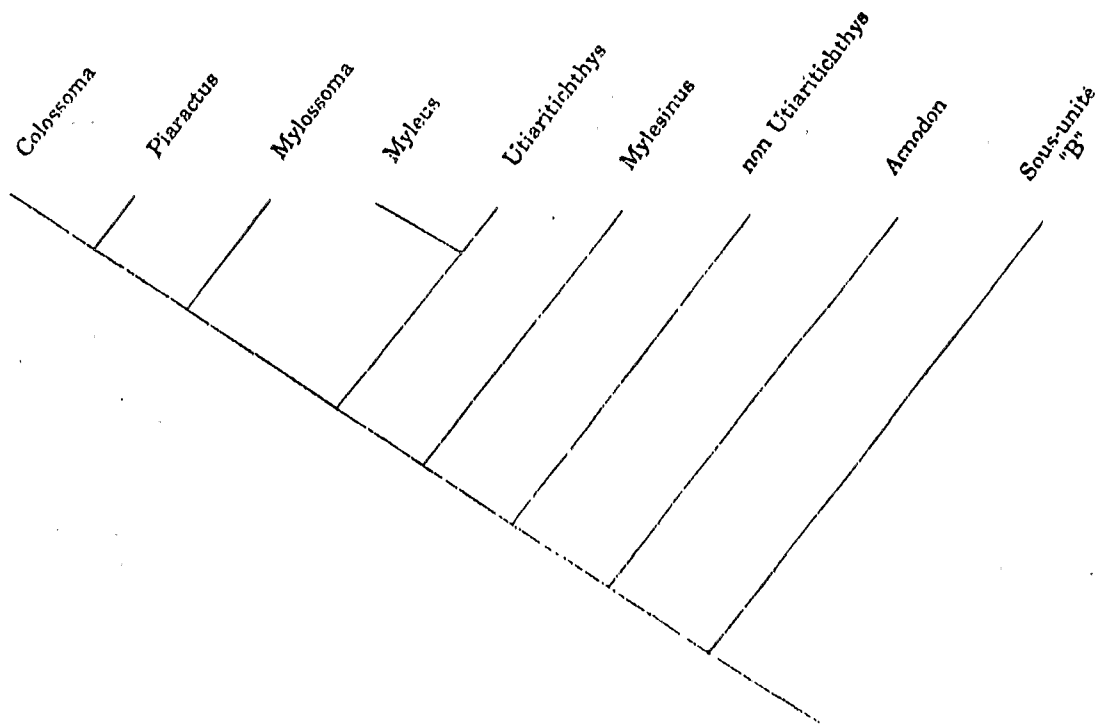 Colossoma
Piaractus
Mylossoma
Myleus
Utiaritichthys
Mylesinus
non Utiaritichthys
Acnodon
Sous-unité
"B"